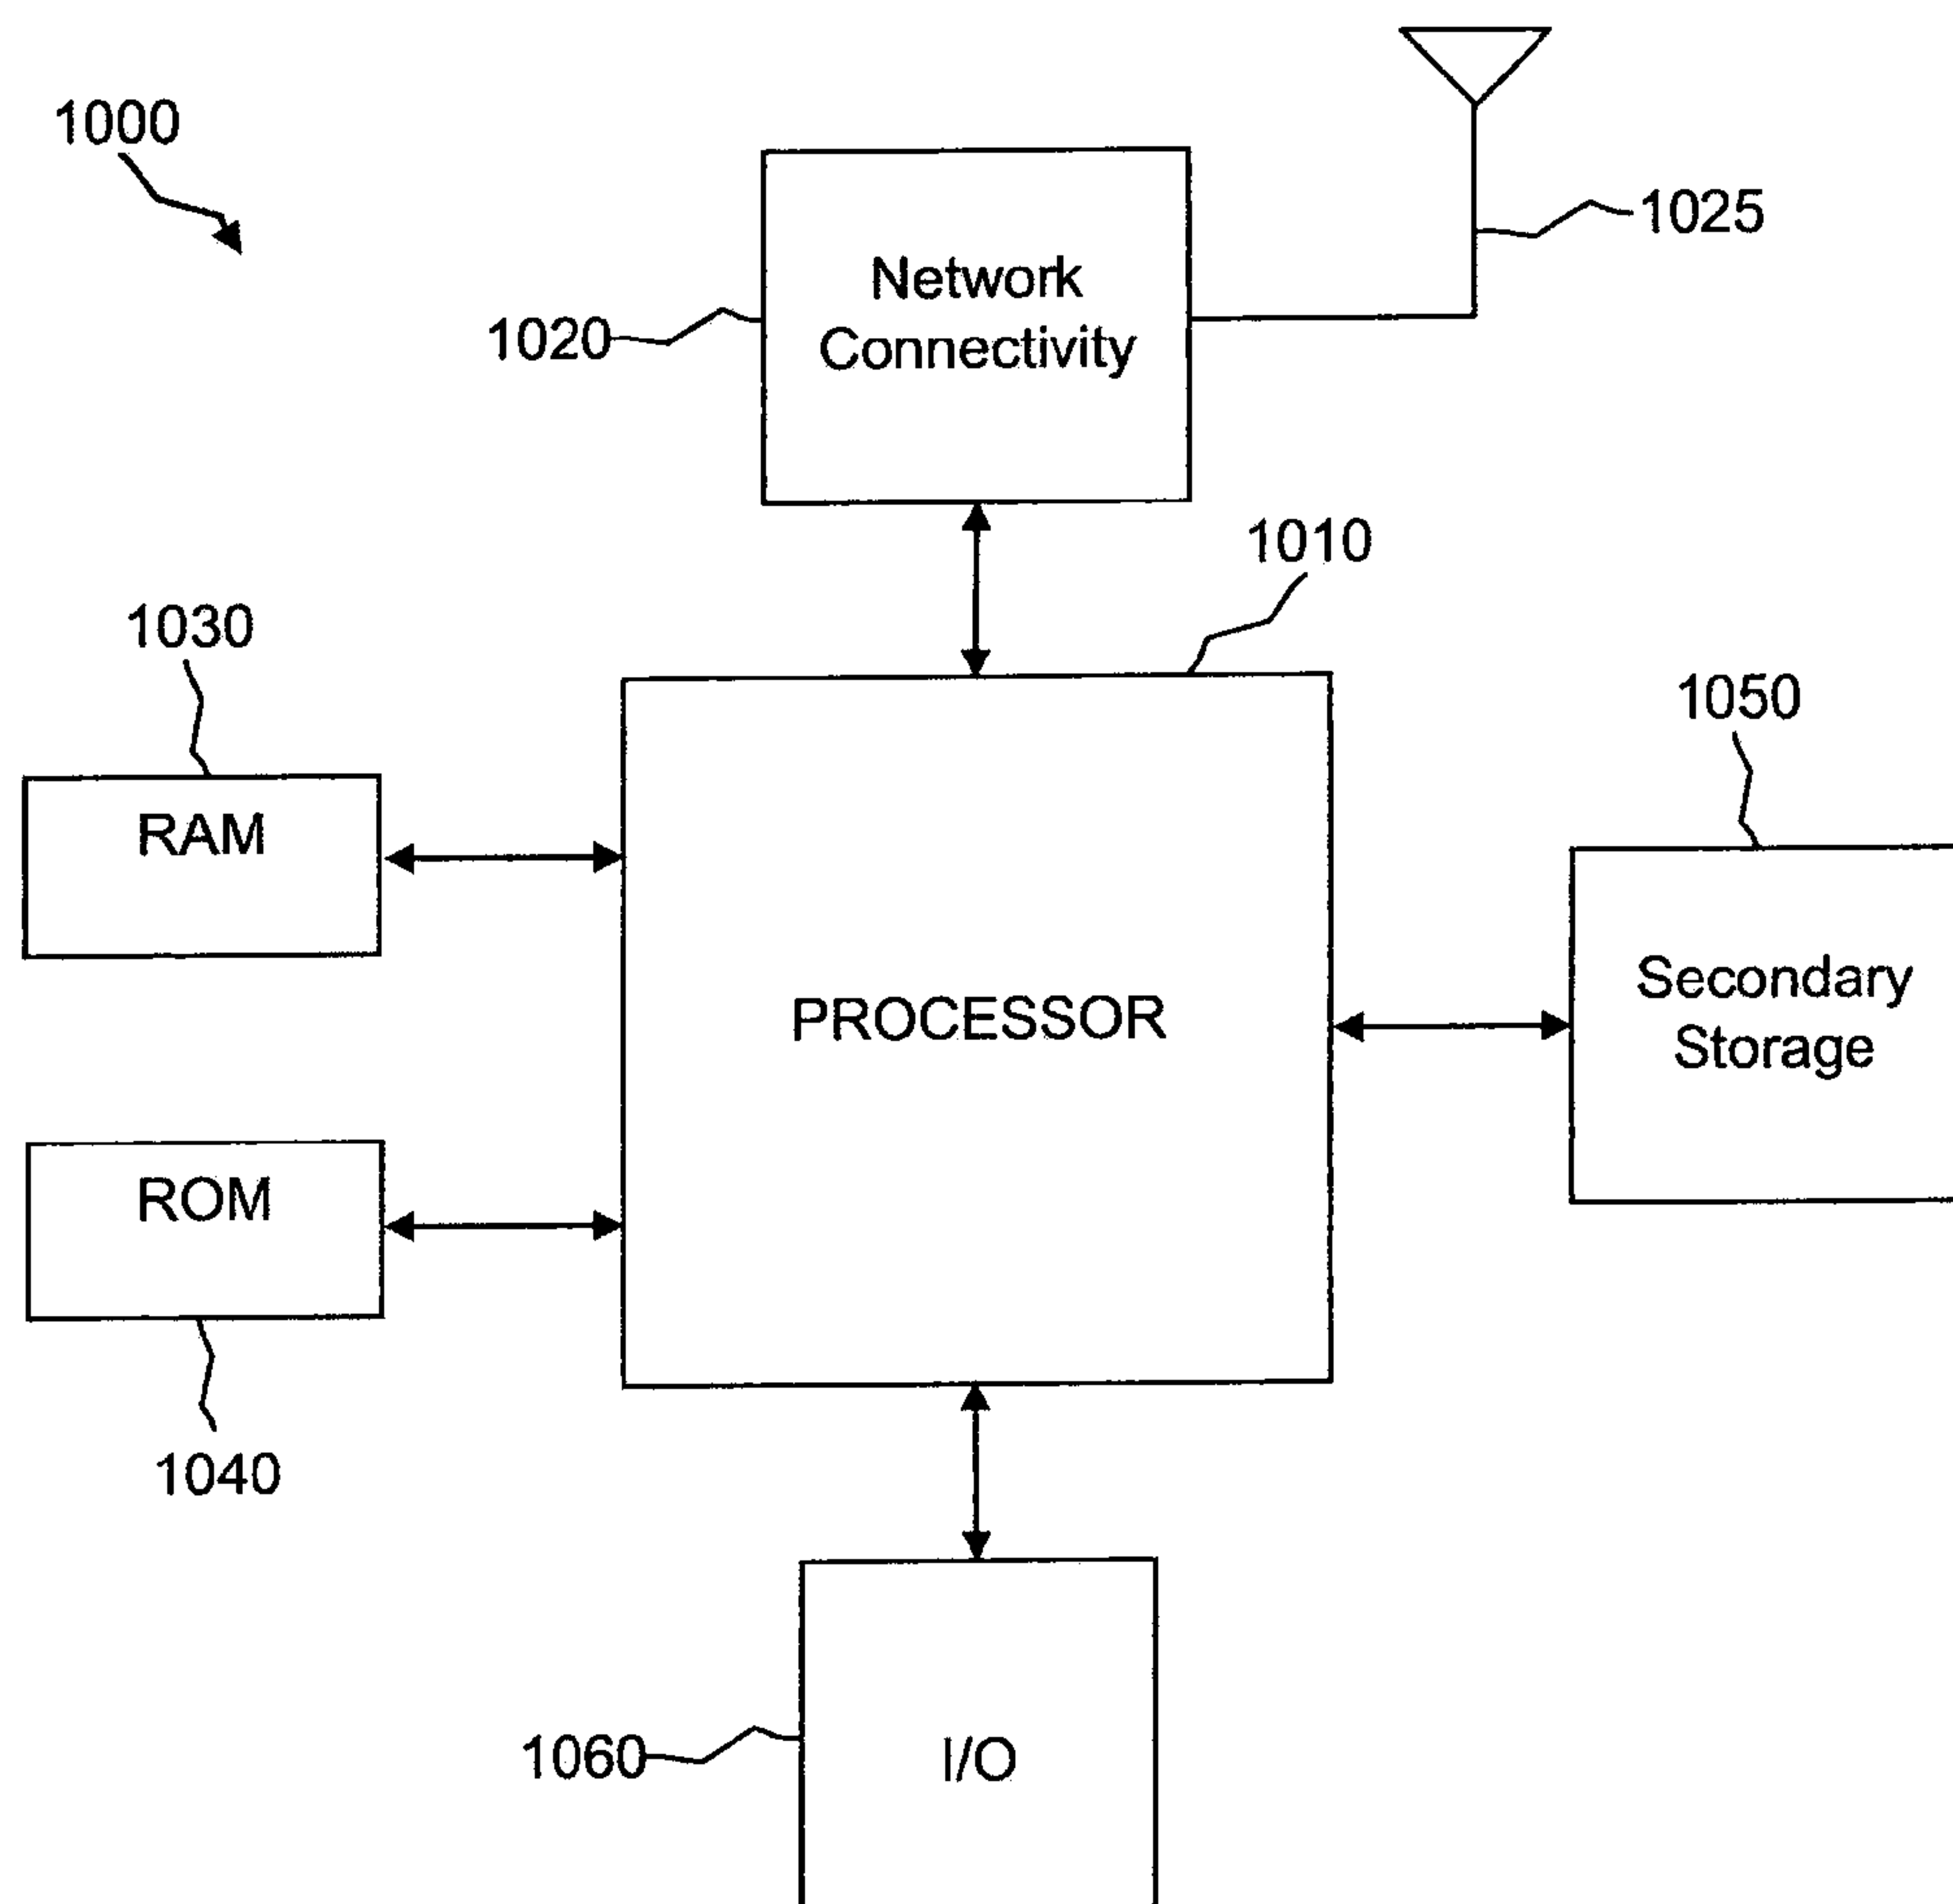 1000
1025
Network
Connectivity
1020
1010
1030
1050
RAM
Secondary
Storage
PROCESSOR
ROM
1040
1060
I/O